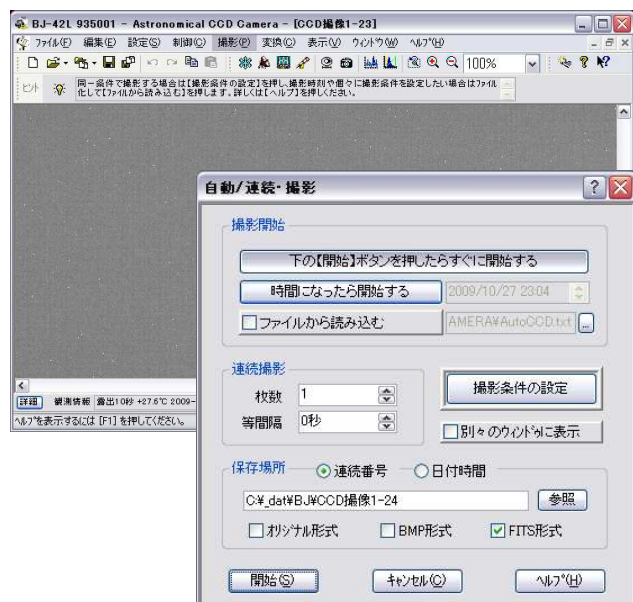 BJ-42L 935001 - Astronomical CCD Camera - [CCD撮像1-23]
ファイル(F) 編集(E) 設定(S) 制御(C) 撮影(P) 変換(C) 表示(V) ウィンドウ(W) ヘルプ(H)
100%
ヒント 同一条件で撮影する場合は【撮影条件の設定】を押し、撮影時刻や個々に撮影条件を設定したい場合はファイル
化して【ファイルから読み込む】を押します。詳しくは【ヘルプ】を押しください。
自動/連続・撮影
撮影開始
下の【開始】ボタンを押したらすぐに開始する
時間になったら開始する 2009/10/27 23:04
ファイルから読み込む AMERA¥AutoCCD.txt ...
連続撮影
枚数 1
等間隔 0秒
撮影条件の設定
別々のウィンドウに表示
保存場所 連続番号 日付時間
C:¥_dat¥BJ¥CCD撮像1-24 参照
オリジナル形式 BMP形式 FITS形式
開始(S) キャンセル(C) ヘルプ(H)
詳細 観測情報 露出10秒 +27.6℃ 2009-
ヘルプを表示するには [F1] を押してください。